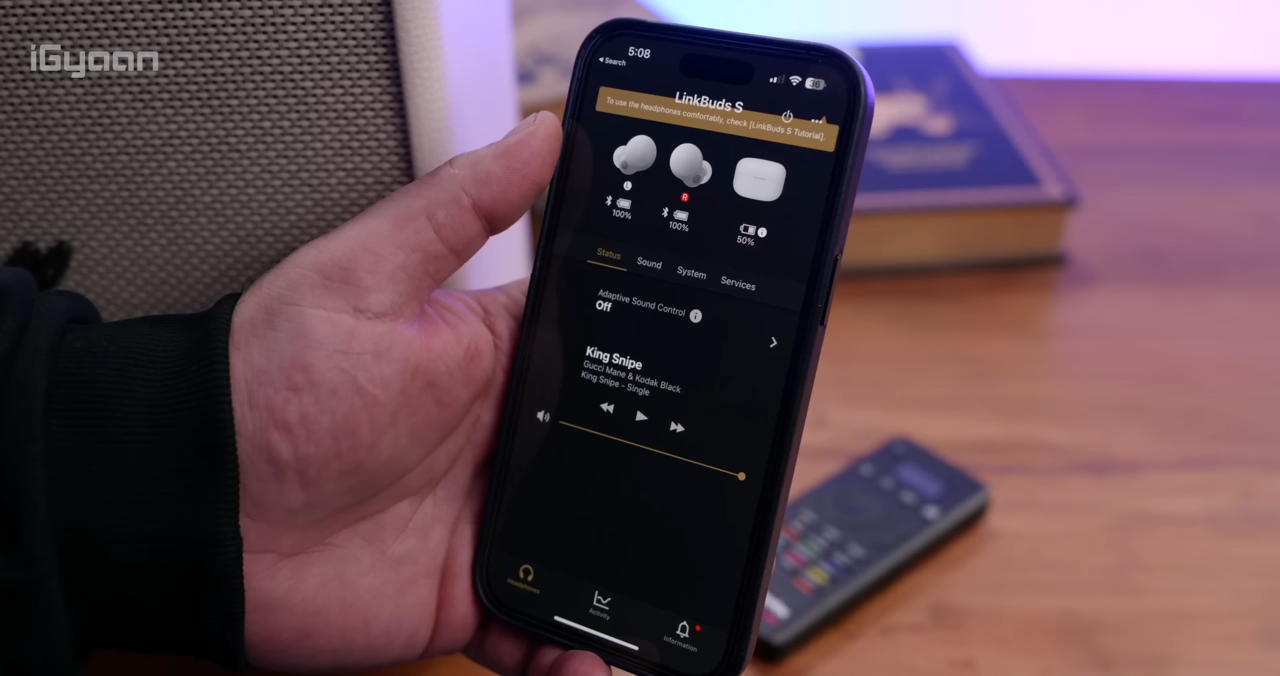 iGyaan
5:08
Search
36
LinkBuds S
To use the headphones comfortably, check [LinkBuds S Tutorial].
L
R
100%
100%
50%
Status
Sound
System
Services
Adaptive Sound Control
Off
King Snipe
Gucci Mane & Kodak Black
King Snipe - Single
Headphones
Activity
Information